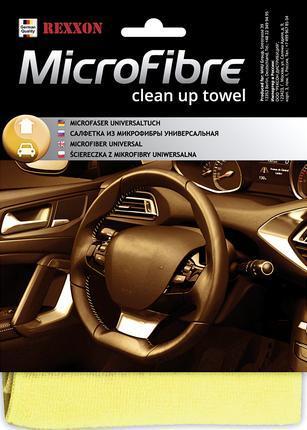 German Quality
REXXON
MicroFibre
clean up towel
MICROFASER UNIVERSALTUCH
САЛФЕТКА ИЗ МИКРОФИБРЫ УНИВЕРСАЛЬНАЯ
MICROFIBER UNIVERSAL
ŚCIERECZKA Z MIKROFIBRY UNIWERSALNA